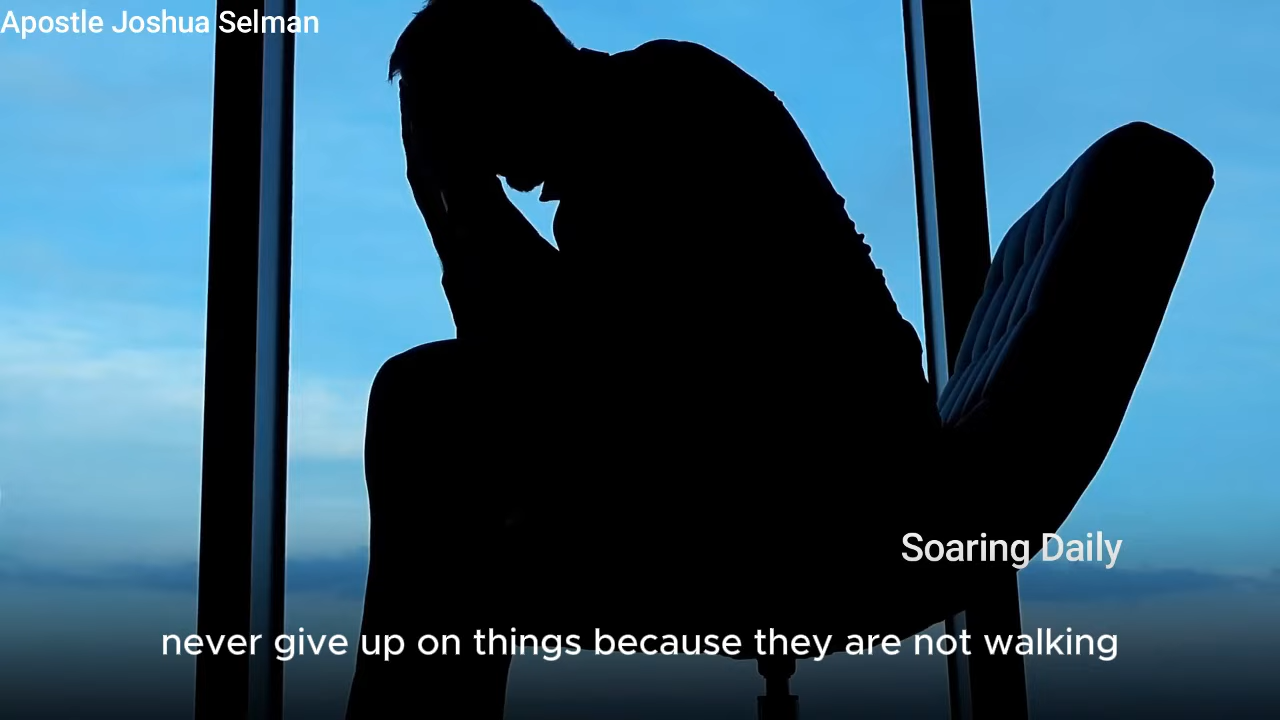 Apostle Joshua Selman
Soaring Daily
never give up on things because they are not walking